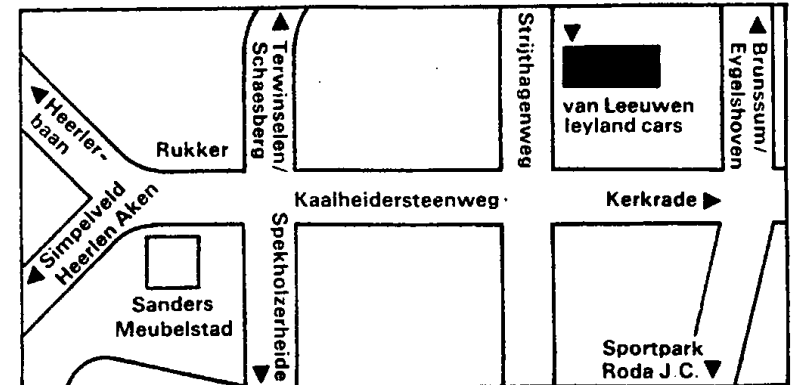 Terwinselen/
Schaesberg
Strijthagenweg
Brunssum/
Eygelshoven
van Leeuwen
leyland cars
Heerler-
baan
Rukker
Kaalheidersteenweg
Kerkrade
Simpelveld
Heerlen Aken
Spekholzerheide
Sanders
Meubelstad
Sportpark
Roda J.C.